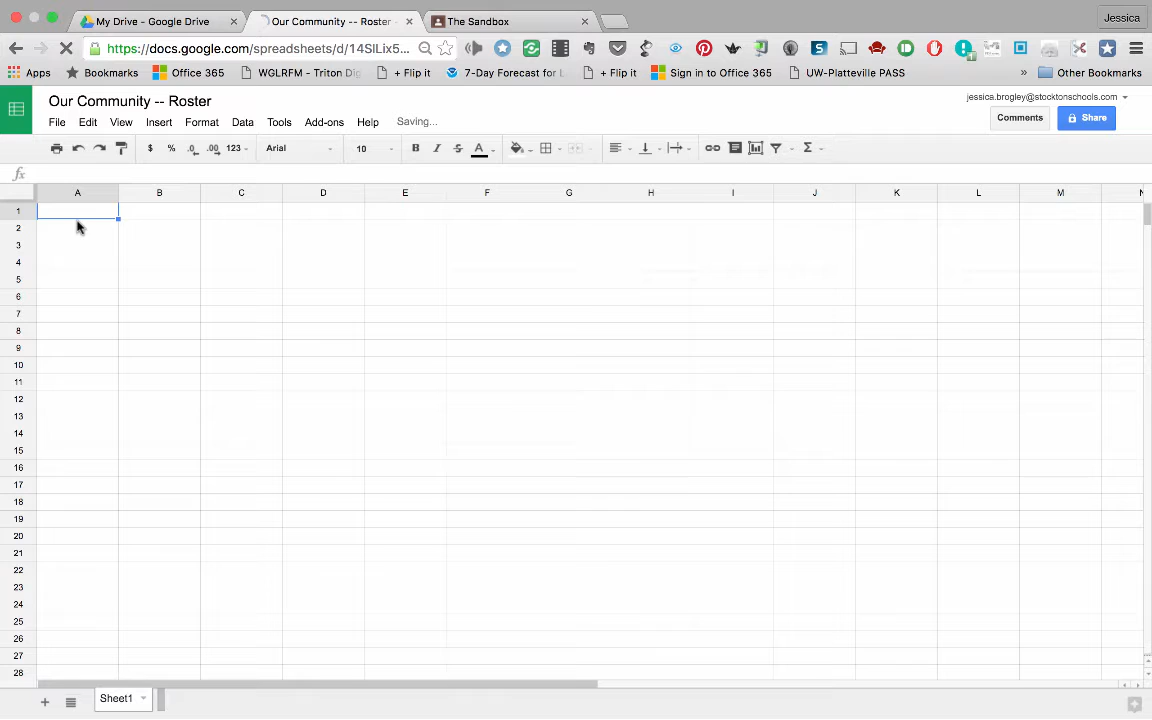 My Drive - Google Drive
Our Community -- Roster
The Sandbox
Jessica
https://docs.google.com/spreadsheets/d/14SlLix5...
Apps
Bookmarks
Office 365
WGLRFM - Triton Dig
+ Flip it
7-Day Forecast for L
+ Flip it
Sign in to Office 365
UW-Platteville PASS
»
Other Bookmarks
Our Community -- Roster
jessica.brogley@stocktonschools.com
File Edit View Insert Format Data Tools Add-ons Help Saving...
Comments
Share
$ % .0 .00 123 Arial 10 B I S A Σ
fx
A B C D E F G H I J K L M N
1
2
3
4
5
6
7
8
9
10
11
12
13
14
15
16
17
18
19
20
21
22
23
24
25
26
27
28
+ Sheet1